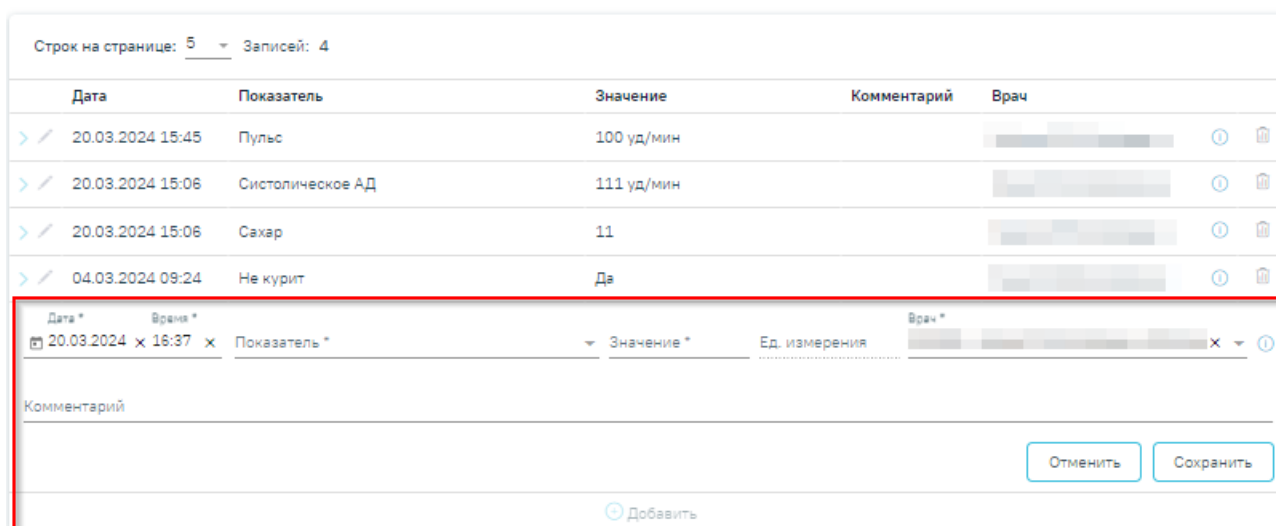 Строк на странице: 5 Записей: 4
Дата Показатель Значение Комментарий Врач
20.03.2024 15:45 Пульс 100 уд/мин
20.03.2024 15:06 Систолическое АД 111 уд/мин
20.03.2024 15:06 Сахар 11
04.03.2024 09:24 Не курит Да
Дата * Время * Врач *
20.03.2024 16:37 Показатель * Значение * Ед. измерения
Комментарий
Отменить Сохранить
Добавить